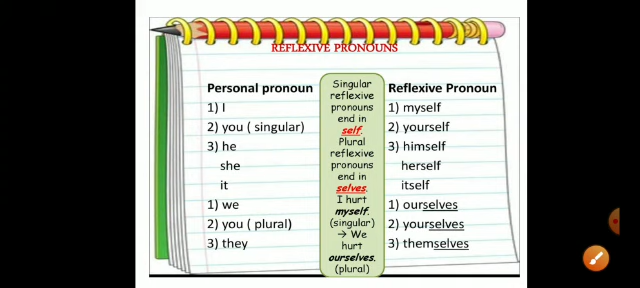 REFLEXIVE PRONOUNS
Personal pronoun
1) I
2) you ( singular)
3) he
she
it
1) we
2) you ( plural)
3) they
Singular
reflexive
pronouns
end in
self.
Plural
reflexive
pronouns
end in
selves.
I hurt
myself.
(singular)
→ We
hurt
ourselves.
(plural)
Reflexive Pronoun
1) myself
2) yourself
3) himself
herself
itself
1) ourselves
2) yourselves
3) themselves